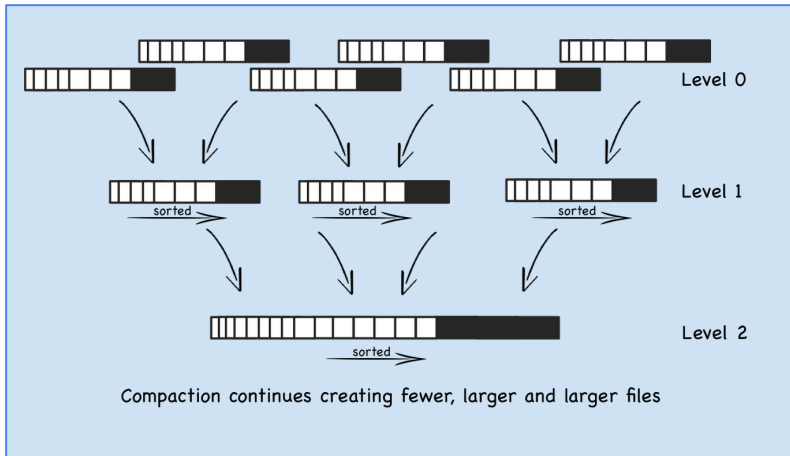 Level 0
Level 1
sorted
sorted
sorted
Level 2
sorted
Compaction continues creating fewer, larger and larger files